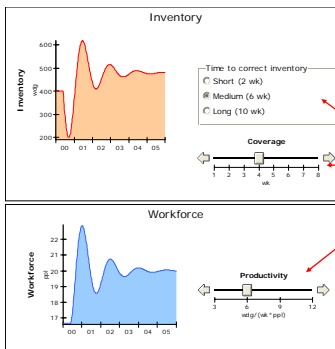 Inventory
Inventory
wdg
600
500
400
300
200
00 01 02 03 04 05
Time to correct inventory
Short (2 wk)
Medium (6 wk)
Long (10 wk)
Coverage
1 2 3 4 5 6 7 8
wk
Workforce
Workforce
ppl
22
21
20
19
18
17
00 01 02 03 04 05
Productivity
3 6 9 12
wdg/(wk*ppl)